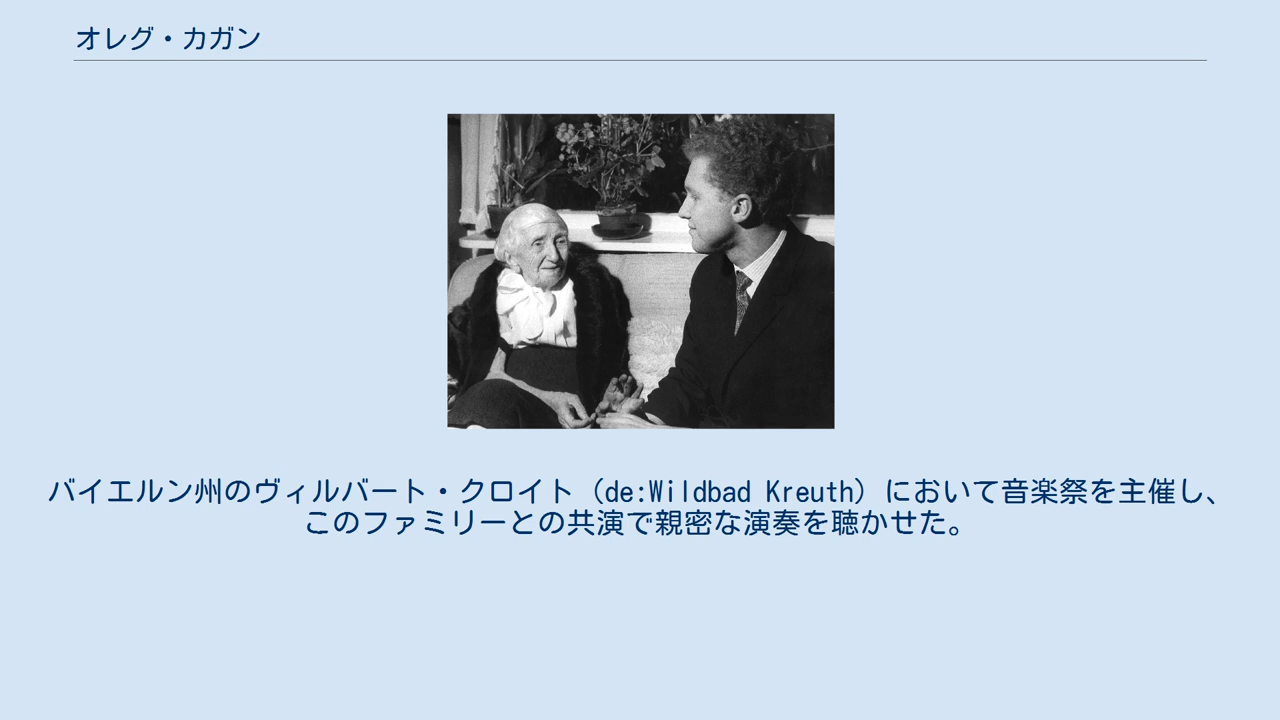 オレグ・カガン
バイエルン州のヴィルバート・クロイト（de:Wildbad Kreuth）において音楽祭を主催し、
このファミリーとの共演で親密な演奏を聴かせた。